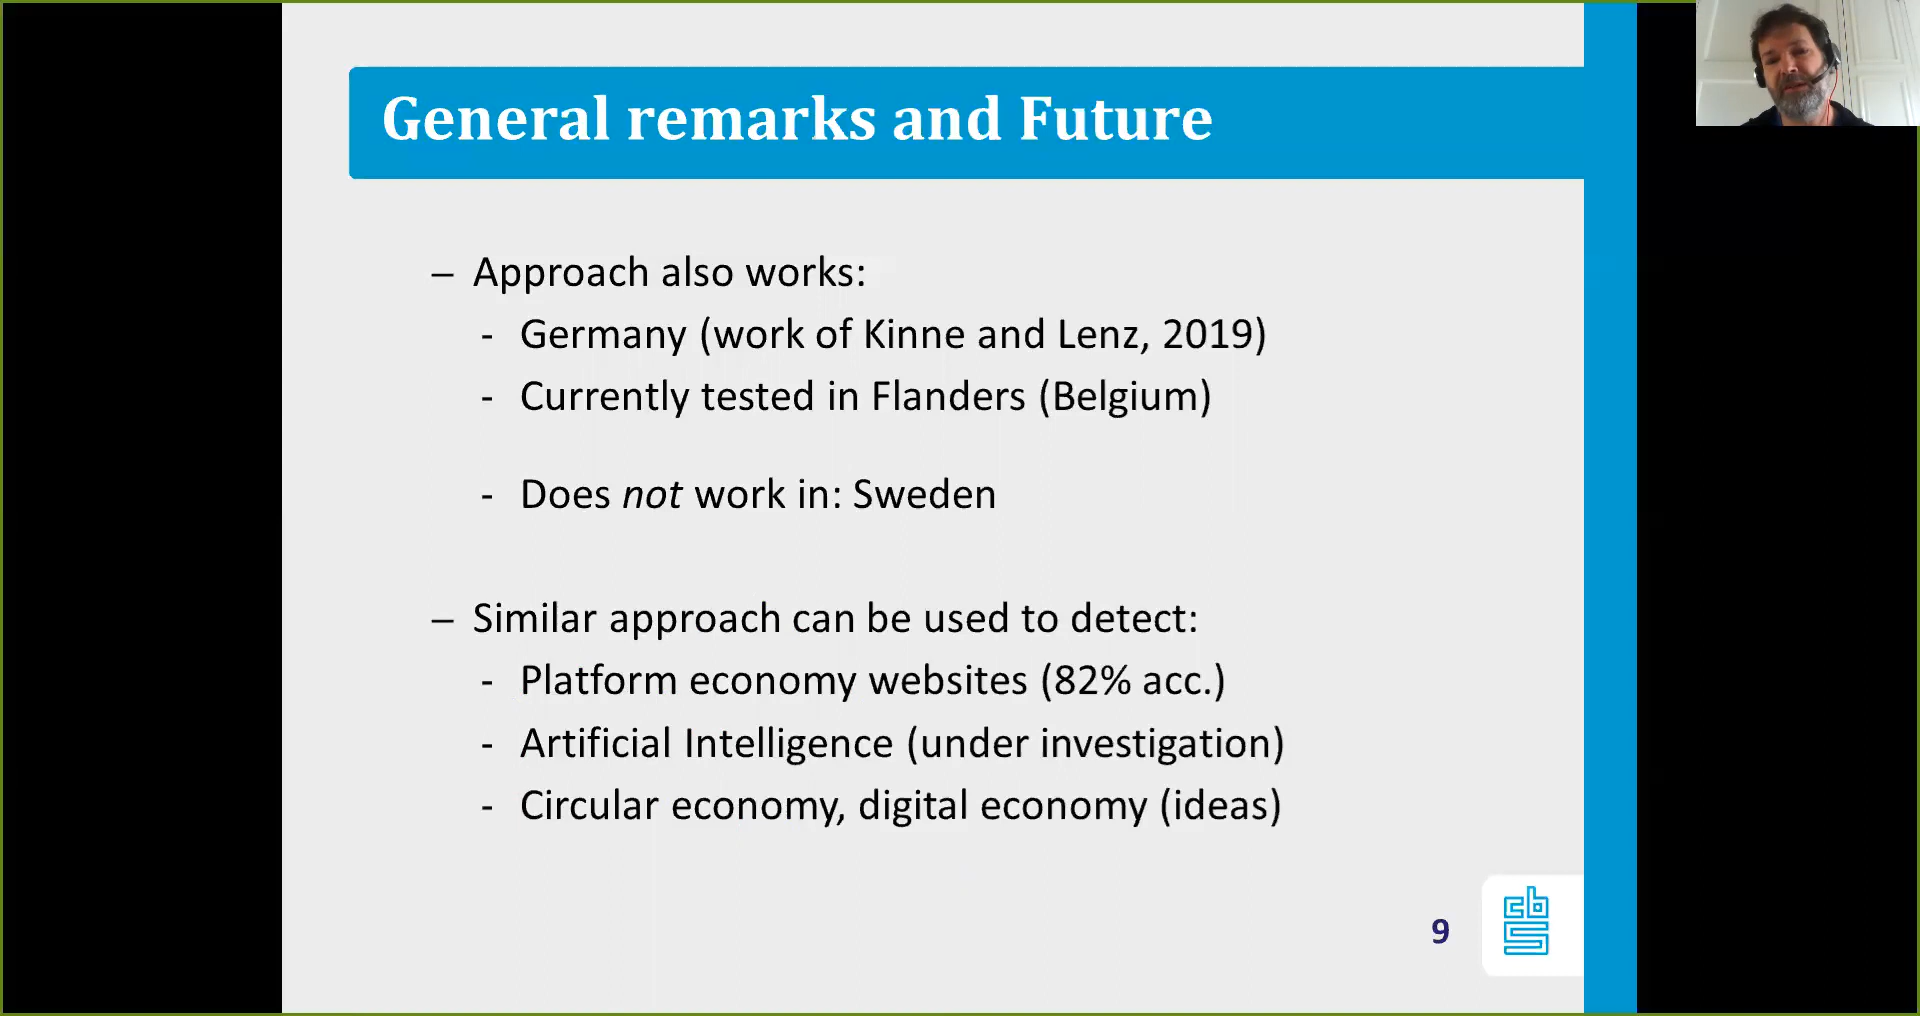 General remarks and Future
– Approach also works:
- Germany (work of Kinne and Lenz, 2019)
- Currently tested in Flanders (Belgium)
- Does not work in: Sweden
– Similar approach can be used to detect:
- Platform economy websites (82% acc.)
- Artificial Intelligence (under investigation)
- Circular economy, digital economy (ideas)
9
cbs